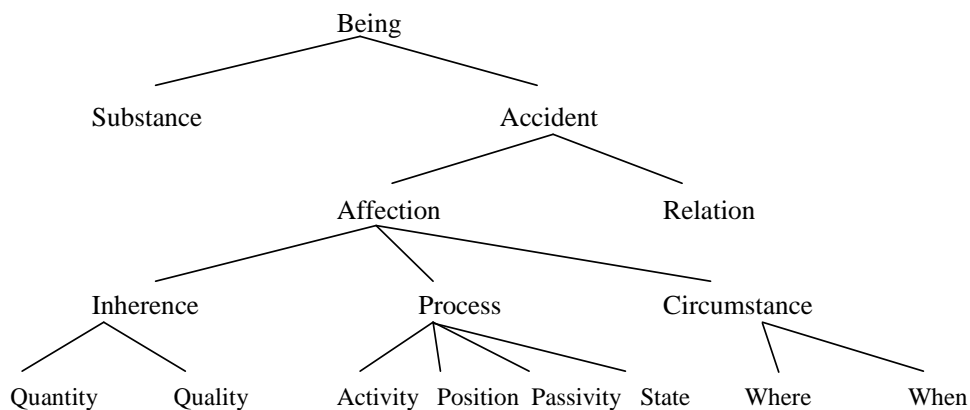 Being
Substance Accident
Affection Relation
Inherence Process Circumstance
Quantity Quality Activity Position Passivity State Where When